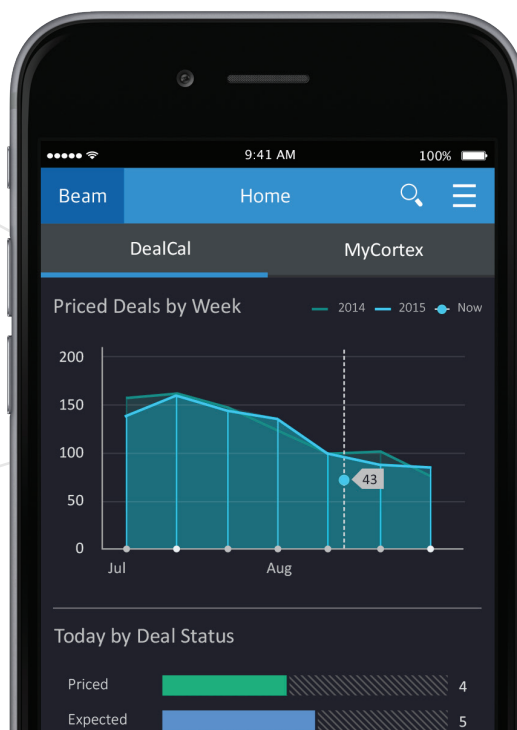 9:41 AM 100%
Beam Home
DealCal MyCortex
Priced Deals by Week 2014 2015 Now
200
150
100
50
0
43
Jul Aug
Today by Deal Status
Priced 4
Expected 5